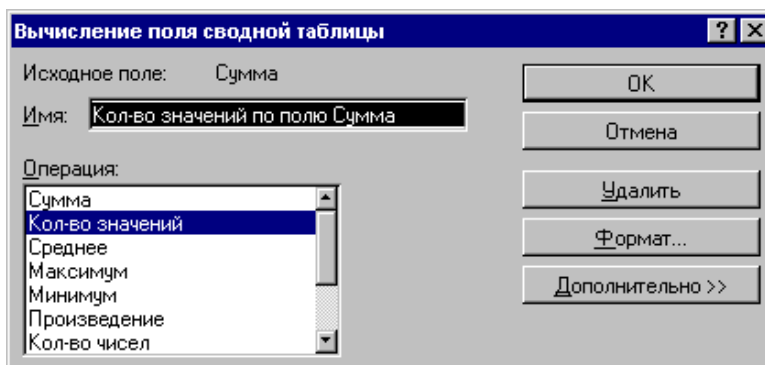 Вычисление поля сводной таблицы
Исходное поле: Сумма
Имя: Кол-во значений по полю Сумма
Операция:
Сумма
Кол-во значений
Среднее
Максимум
Минимум
Произведение
Кол-во чисел
OK
Отмена
Удалить
Формат...
Дополнительно >>